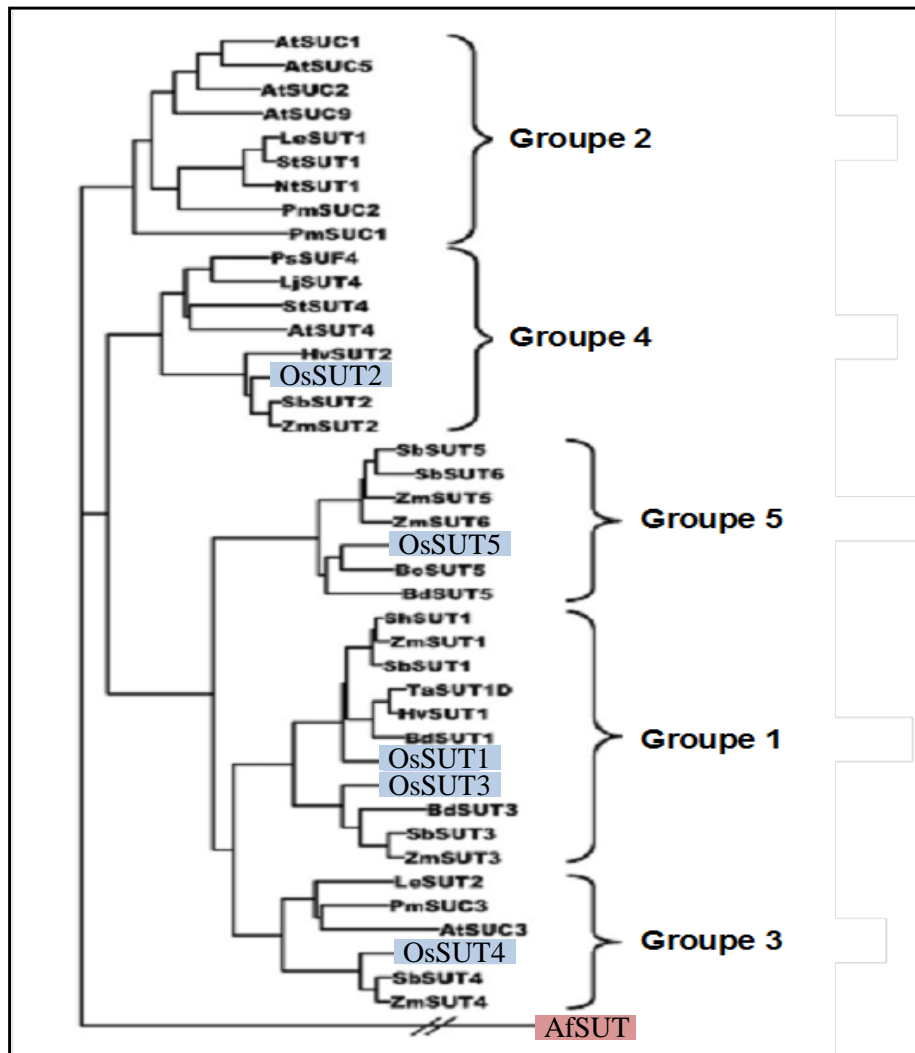 AtSUC1
AtSUC5
AtSUC2
AtSUC9
LeSUT1
StSUT1
NtSUT1
PmSUC2
PmSUC1
Groupe 2
PsSUF4
LjSUT4
StSUT4
AtSUT4
HvSUT2
OsSUT2
SbSUT2
ZmSUT2
Groupe 4
SbSUT5
SbSUT6
ZmSUT5
ZmSUT6
OsSUT5
BoSUT5
BdSUT5
Groupe 5
ShSUT1
ZmSUT1
SbSUT1
TaSUT1D
HvSUT1
BdSUT1
OsSUT1
OsSUT3
BdSUT3
SbSUT3
ZmSUT3
Groupe 1
LeSUT2
PmSUC3
AtSUC3
OsSUT4
SbSUT4
ZmSUT4
Groupe 3
AfSUT